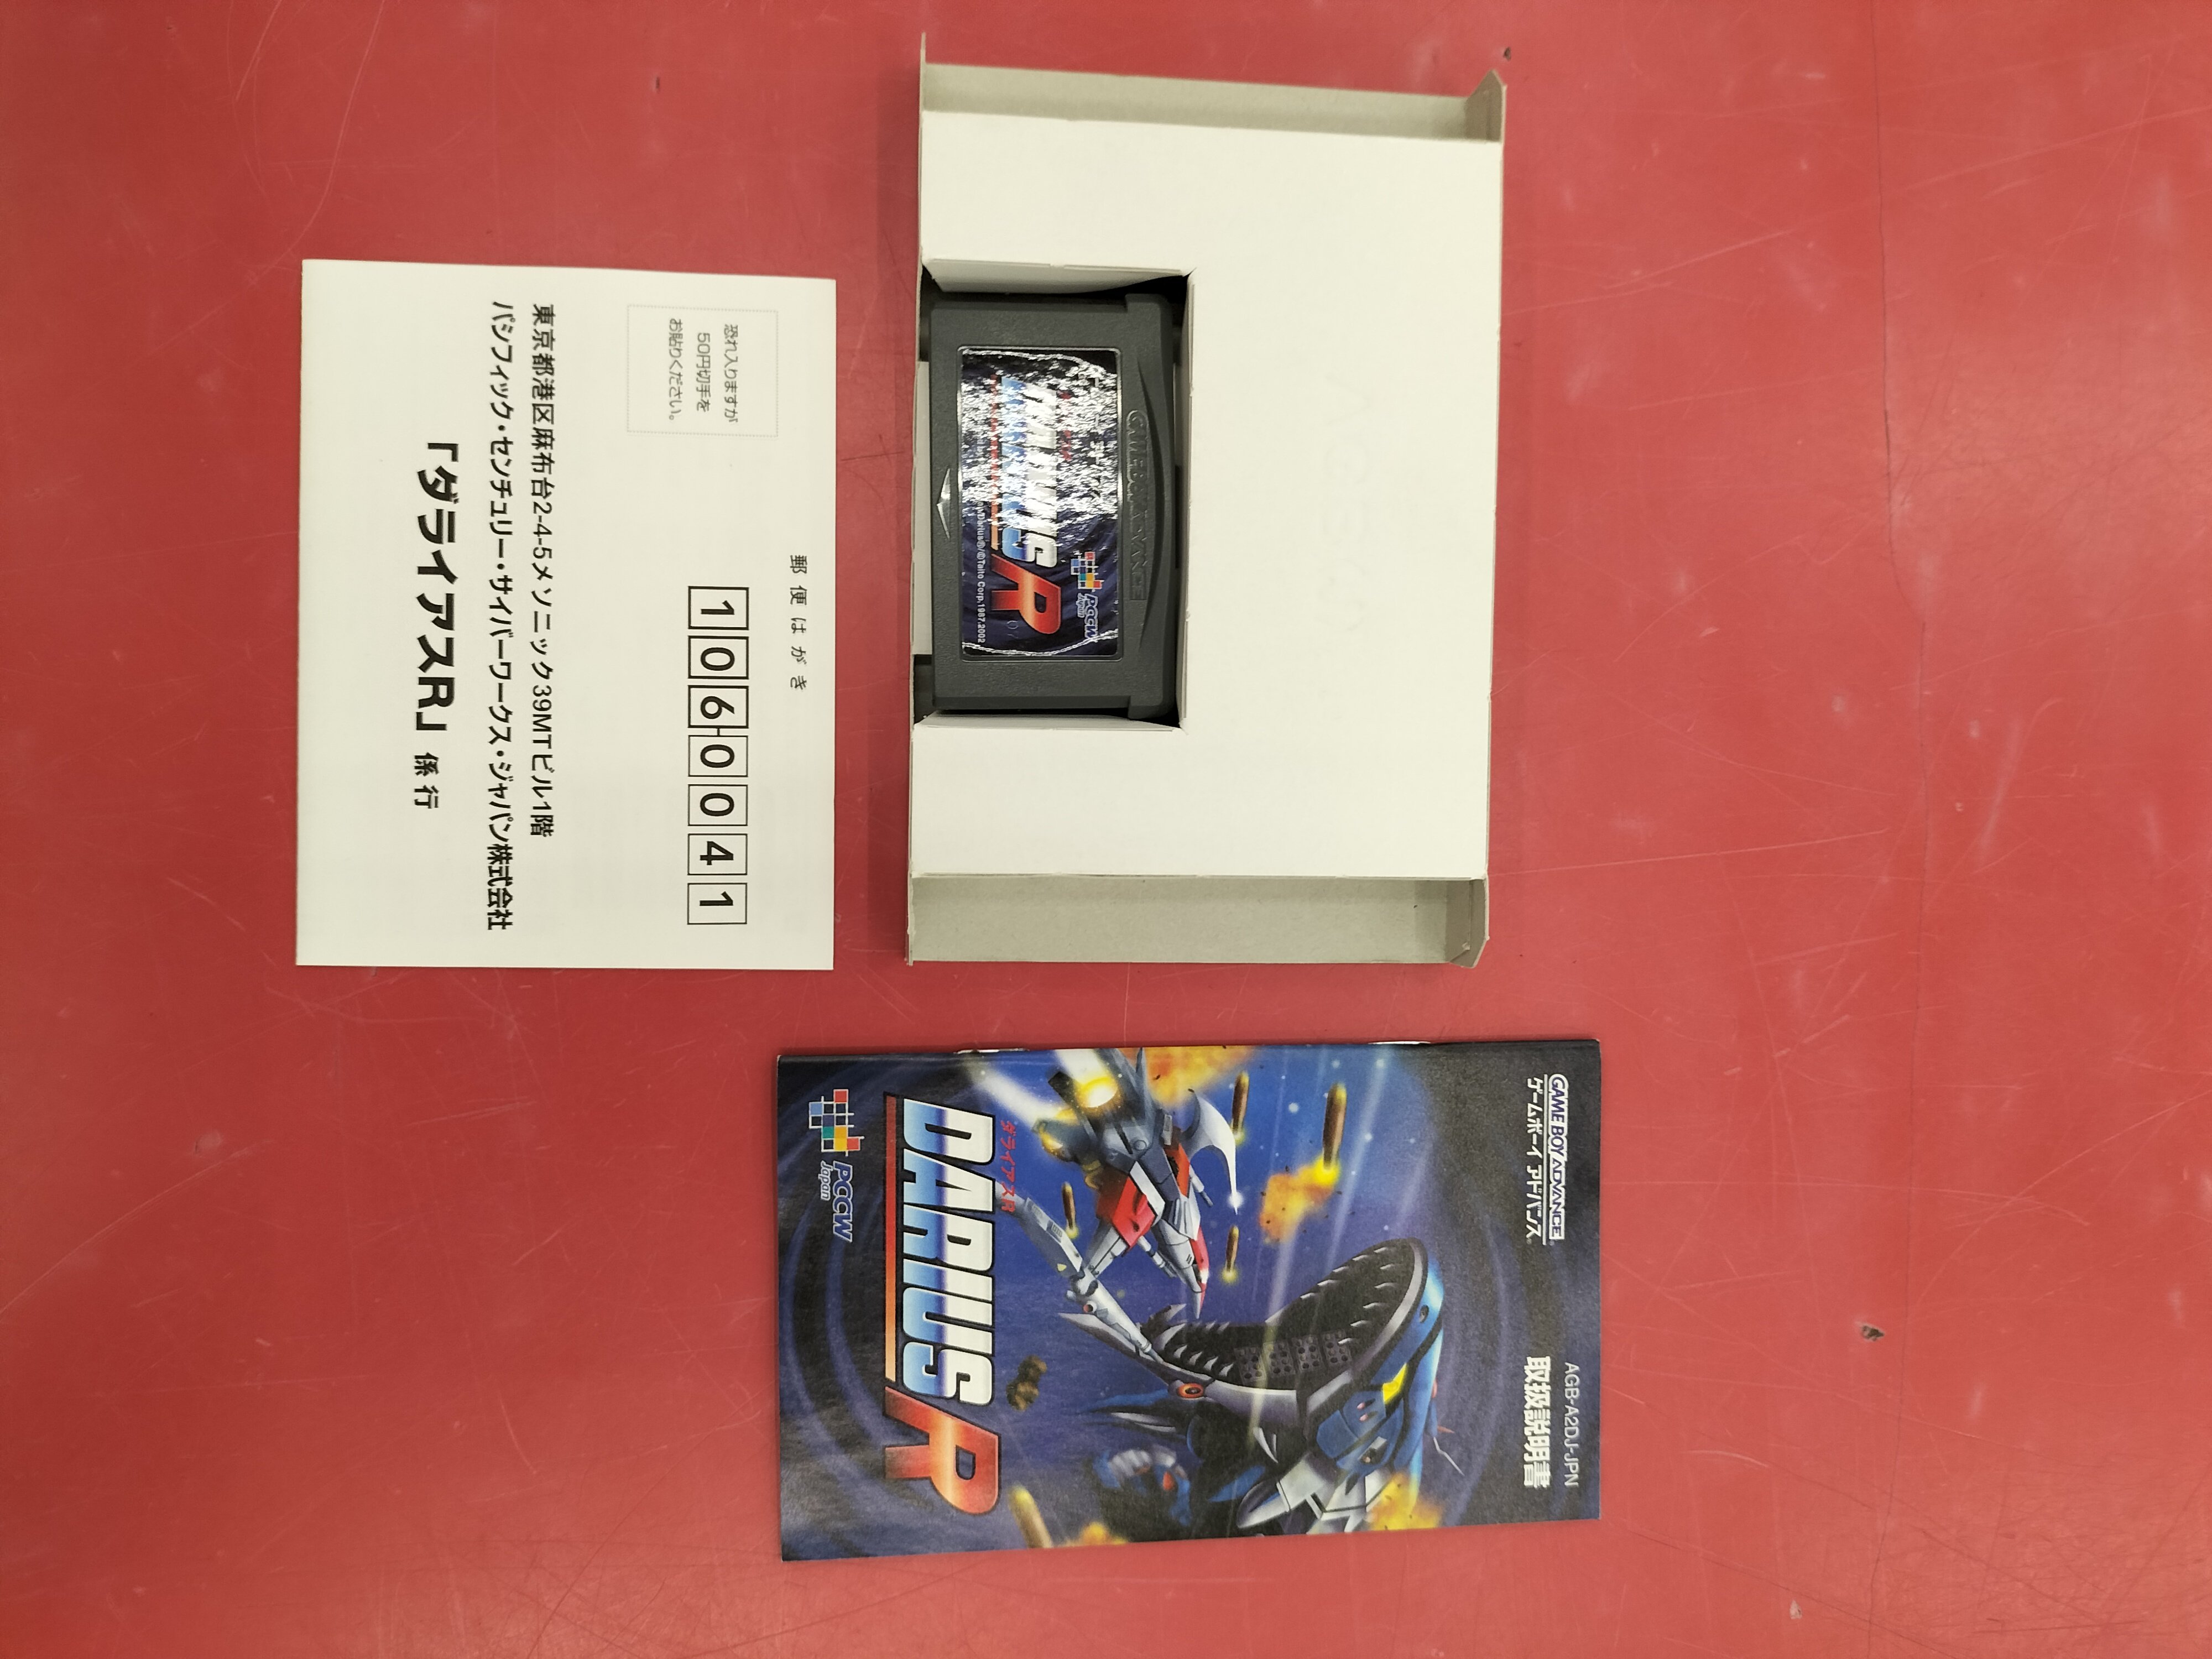 郵便はがき
1060041
恐れ入りますが
50円切手を
お貼りください。
東京都港区麻布台2-4-5メソニック39MTビル1階
パシフィック・センチュリー・サイバーワークス・ジャパン株式会社
「ダライアスR」係 行
GAME BOY ADVANCE
PCCW
Japan
DARIUS R
Darius®/©Taito Corp.1987.2002
GAME BOY ADVANCE
ゲームボーイ アドバンス
AGB-A2DJ-JPN
取扱説明書
ダライアスR
DARIUS R
PCCW
Japan